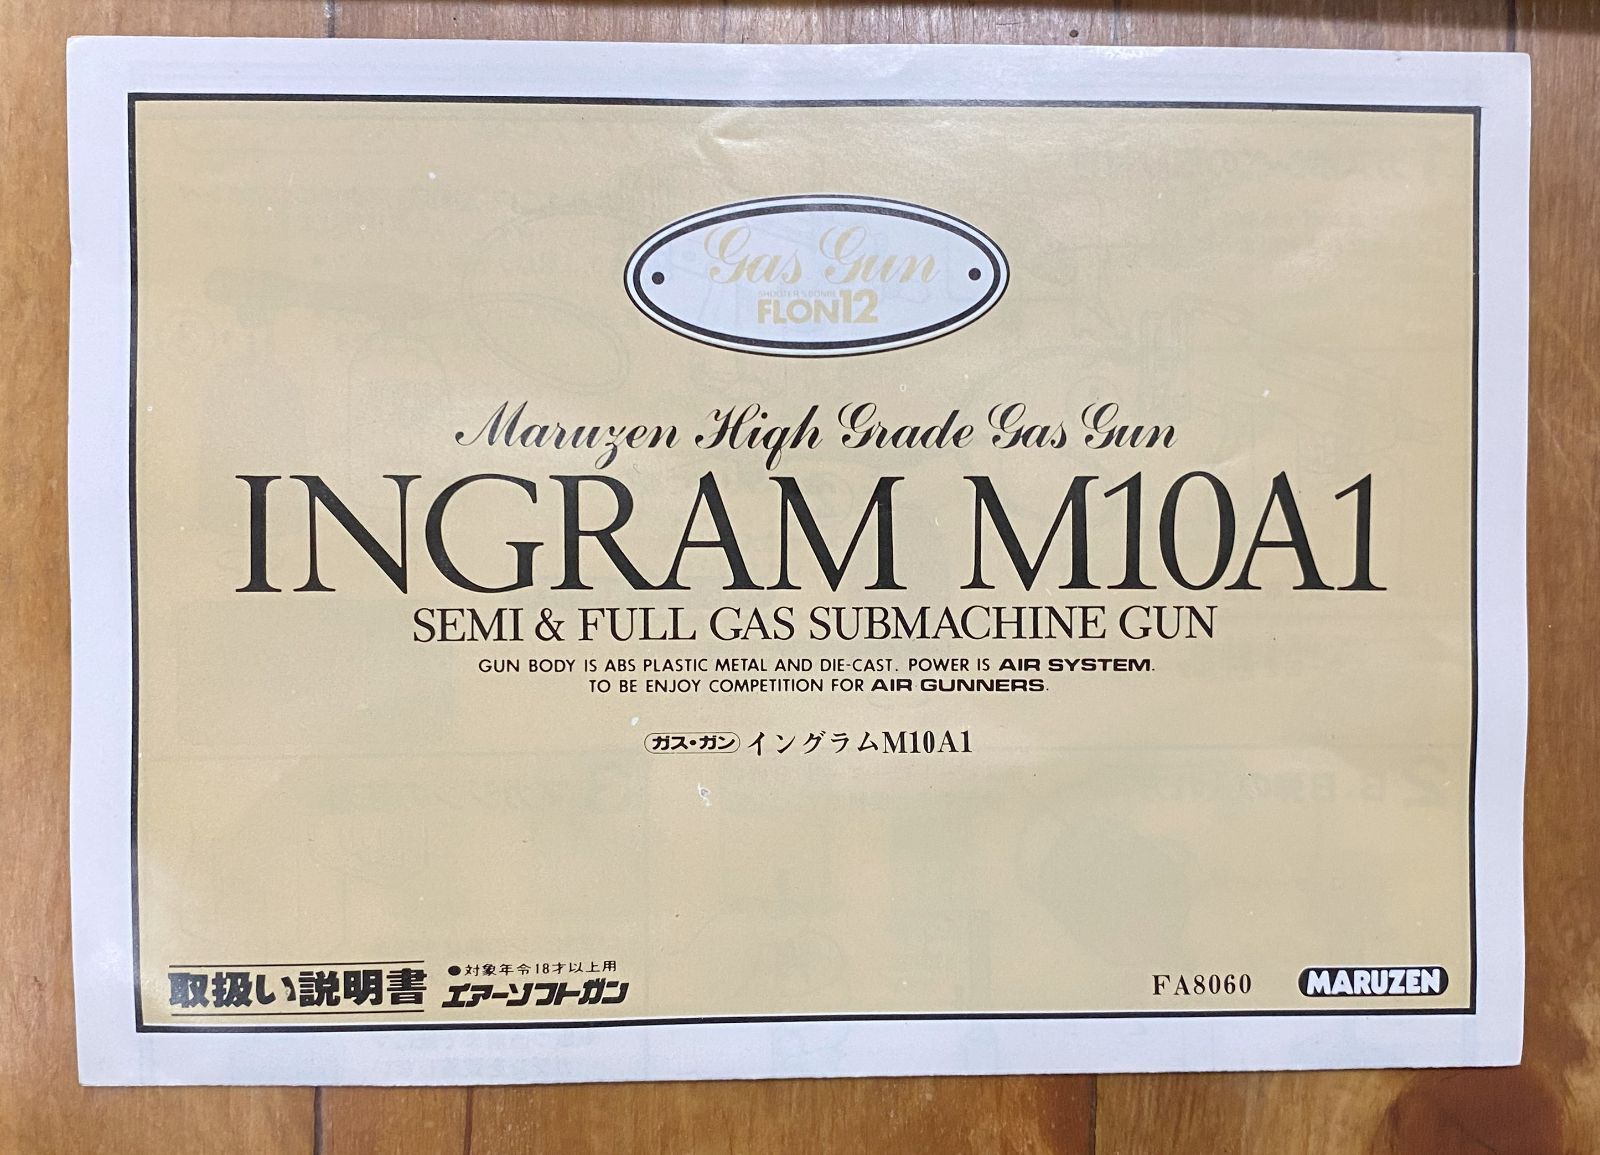 Gas Gun
SHOOTER'S BOMBE
FLON12
Maruzen High Grade Gas Gun
INGRAM M10A1
SEMI & FULL GAS SUBMACHINE GUN
GUN BODY IS ABS PLASTIC METAL AND DIE-CAST. POWER IS AIR SYSTEM.
TO BE ENJOY COMPETITION FOR AIR GUNNERS.
ガス・ガン イングラムM10A1
●対象年令18才以上用
取扱い説明書 エアーソフトガン
FA8060 MARUZEN